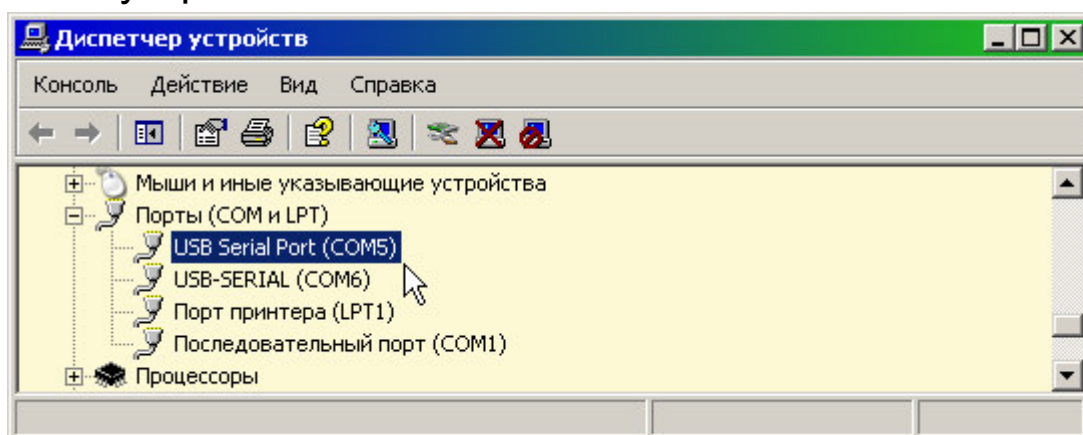 Диспетчер устройств
Консоль Действие Вид Справка
Мыши и иные указывающие устройства
Порты (COM и LPT)
USB Serial Port (COM5)
USB-SERIAL (COM6)
Порт принтера (LPT1)
Последовательный порт (COM1)
Процессоры